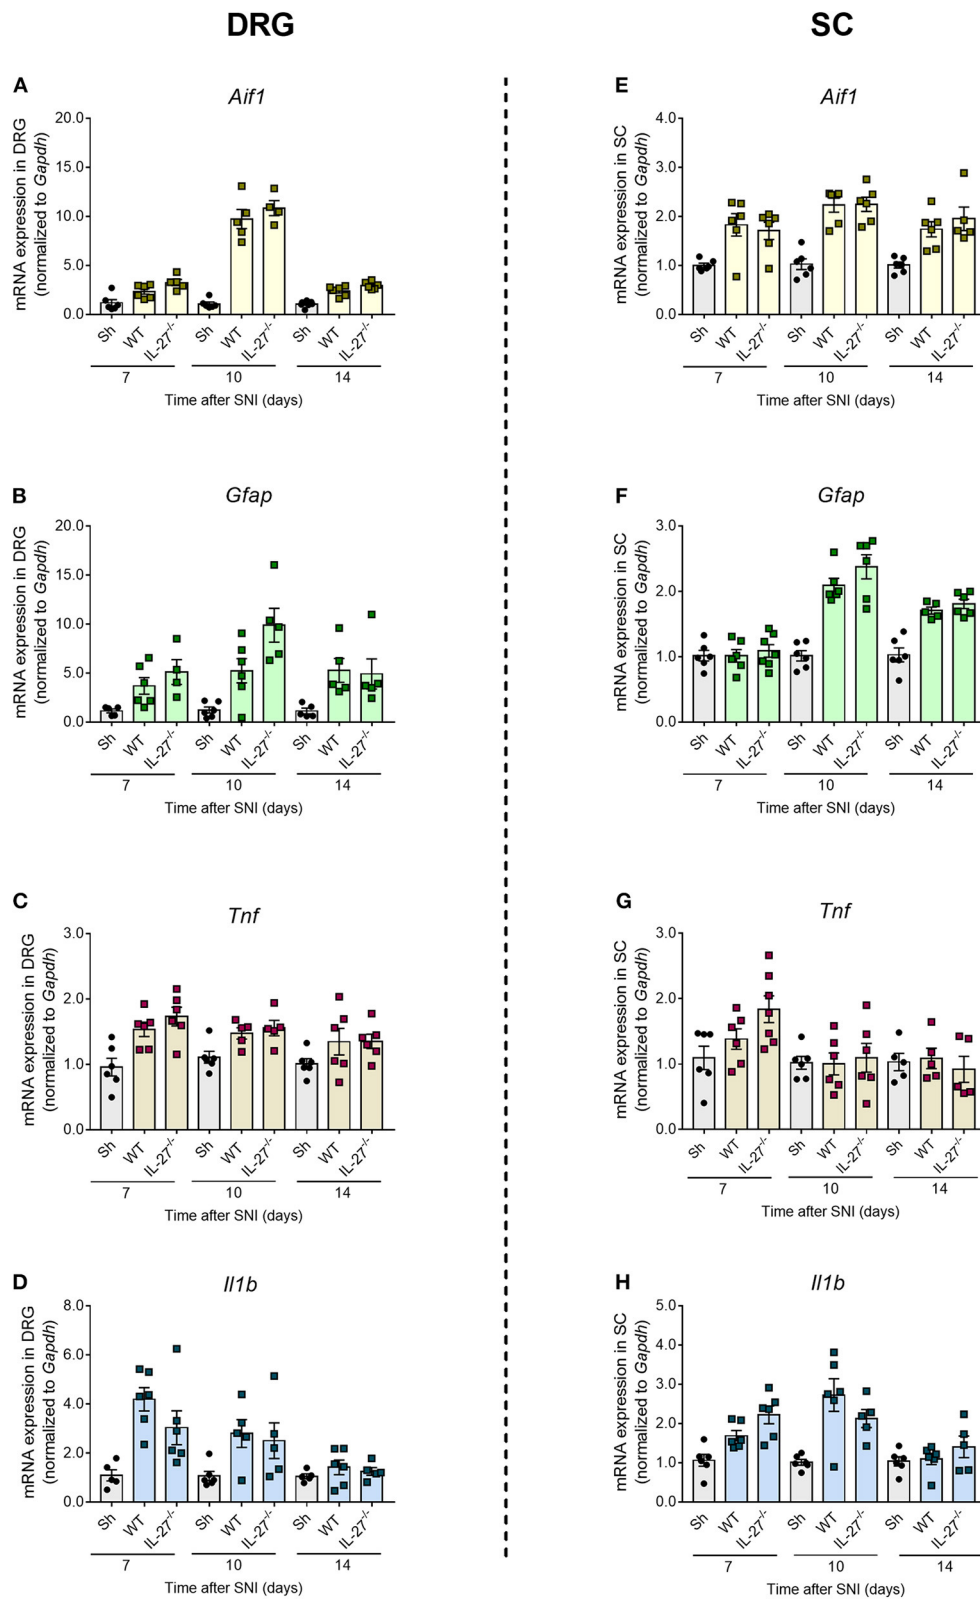 DRG
SC
A
Aif1
mRNA expression in DRG
(normalized to Gapdh)
20.0
15.0
10.0
5.0
0.0
Sh WT IL-27-/- Sh WT IL-27-/- Sh WT IL-27-/-
7 10 14
Time after SNI (days)
E
Aif1
mRNA expression in SC
(normalized to Gapdh)
4.0
3.0
2.0
1.0
0.0
Sh WT IL-27-/- Sh WT IL-27-/- Sh WT IL-27-/-
7 10 14
Time after SNI (days)
B
Gfap
mRNA expression in DRG
(normalized to Gapdh)
20.0
15.0
10.0
5.0
0.0
Sh WT IL-27-/- Sh WT IL-27-/- Sh WT IL-27-/-
7 10 14
Time after SNI (days)
F
Gfap
mRNA expression in SC
(normalized to Gapdh)
3.0
2.0
1.0
0.0
Sh WT IL-27-/- Sh WT IL-27-/- Sh WT IL-27-/-
7 10 14
Time after SNI (days)
C
Tnf
mRNA expression in DRG
(normalized to Gapdh)
3.0
2.0
1.0
0.0
Sh WT IL-27-/- Sh WT IL-27-/- Sh WT IL-27-/-
7 10 14
Time after SNI (days)
G
Tnf
mRNA expression in SC
(normalized to Gapdh)
3.0
2.0
1.0
0.0
Sh WT IL-27-/- Sh WT IL-27-/- Sh WT IL-27-/-
7 10 14
Time after SNI (days)
D
Il1b
mRNA expression in DRG
(normalized to Gapdh)
8.0
6.0
4.0
2.0
0.0
Sh WT IL-27-/- Sh WT IL-27-/- Sh WT IL-27-/-
7 10 14
Time after SNI (days)
H
Il1b
mRNA expression in SC
(normalized to Gapdh)
5.0
4.0
3.0
2.0
1.0
0.0
Sh WT IL-27-/- Sh WT IL-27-/- Sh WT IL-27-/-
7 10 14
Time after SNI (days)